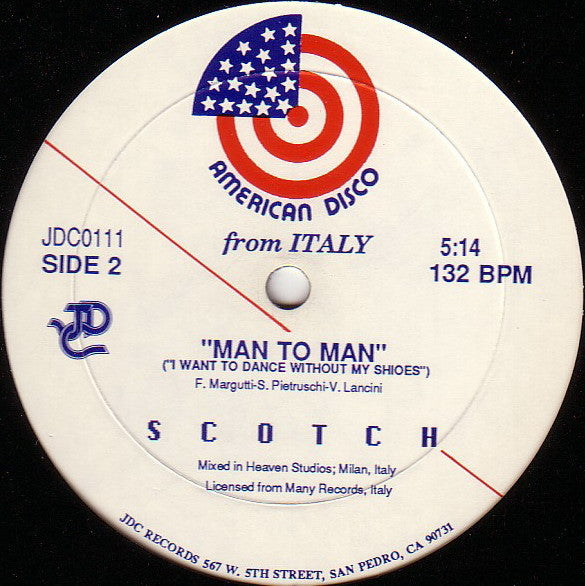 AMERICAN DISCO
from ITALY
JDC0111
SIDE 2
5:14
132 BPM
JDC
"MAN TO MAN"
("I WANT TO DANCE WITHOUT MY SHIOES")
F. Margutti-S. Pietruschi-V. Lancini
SCOTCH
Mixed in Heaven Studios; Milan, Italy
Licensed from Many Records, Italy
JDC RECORDS 567 W. 5TH STREET, SAN PEDRO, CA 90731